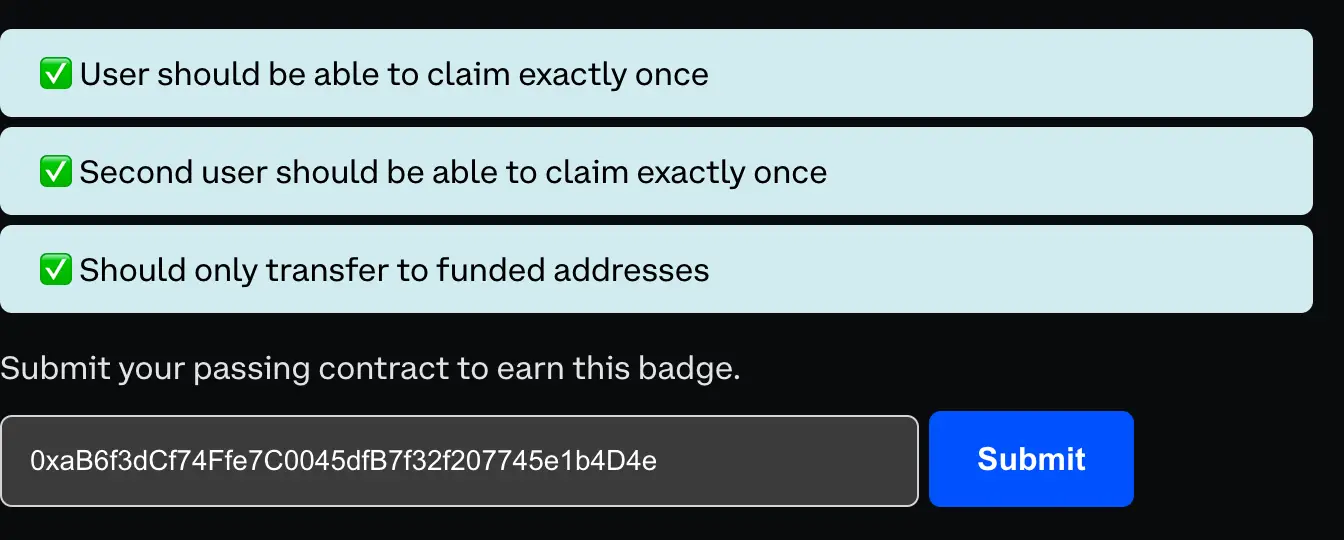 ✅ User should be able to claim exactly once
✅ Second user should be able to claim exactly once
✅ Should only transfer to funded addresses
Submit your passing contract to earn this badge.
0xaB6f3dCf74Ffe7C0045dfB7f32f207745e1b4D4e
Submit